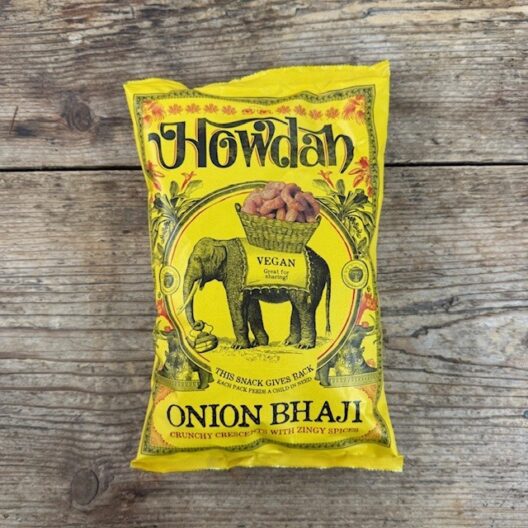 Howdah
VEGAN
Great for
sharing!
THIS SNACK GIVES BACK
EACH PACK FEEDS A CHILD IN NEED
ONION BHAJI
CRUNCHY CRESCENTS WITH ZINGY SPICES